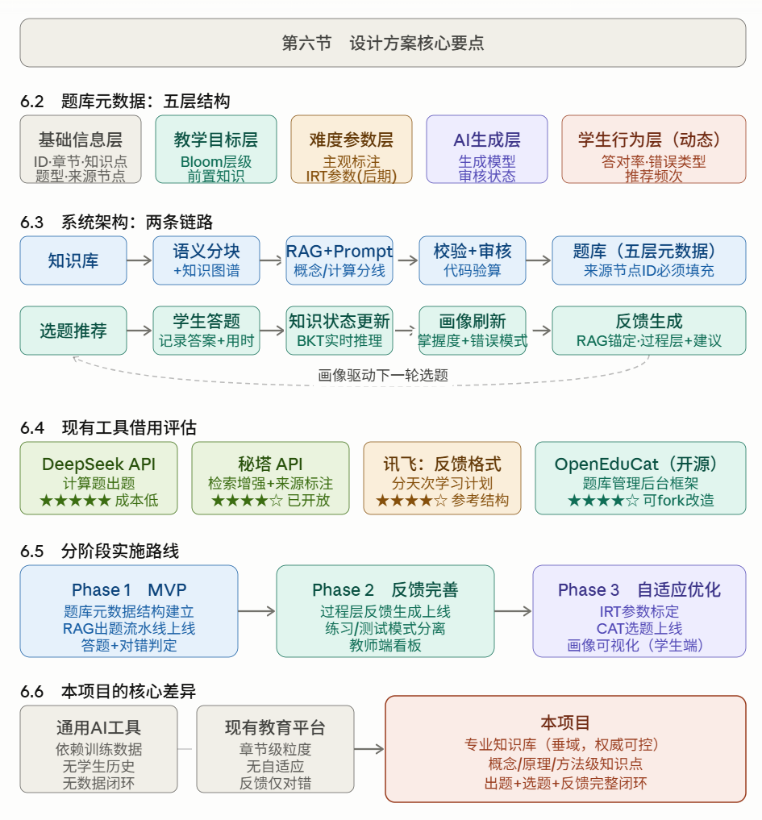 第六节 设计方案核心要点
6.2 题库元数据：五层结构
基础信息层
ID·章节·知识点
题型·来源节点
教学目标层
Bloom层级
前置知识
难度参数层
主观标注
IRT参数(后期)
AI生成层
生成模型
审核状态
学生行为层（动态）
答对率·错误类型
推荐频次
6.3 系统架构：两条链路
知识库
语义分块
+知识图谱
RAG+Prompt
概念/计算分线
校验+审核
代码验算
题库（五层元数据）
来源节点ID必须填充
选题推荐
学生答题
记录答案+用时
知识状态更新
BKT实时推理
画像刷新
掌握度+错误模式
反馈生成
RAG锚定·过程层+建议
画像驱动下一轮选题
6.4 现有工具借用评估
DeepSeek API
计算题出题
★★★★★ 成本低
秘塔 API
检索增强+来源标注
★★★★☆ 已开放
讯飞：反馈格式
分天次学习计划
★★★★☆ 参考结构
OpenEduCat（开源）
题库管理后台框架
★★★★☆ 可fork改造
6.5 分阶段实施路线
Phase 1 MVP
题库元数据结构建立
RAG出题流水线上线
答题+对错判定
Phase 2 反馈完善
过程层反馈生成上线
练习/测试模式分离
教师端看板
Phase 3 自适应优化
IRT参数标定
CAT选题上线
画像可视化（学生端）
6.6 本项目的核心差异
通用AI工具
依赖训练数据
无学生历史
无数据闭环
现有教育平台
章节级粒度
无自适应
反馈仅对错
本项目
专业知识库（垂域，权威可控）
概念/原理/方法级知识点
出题+选题+反馈完整闭环